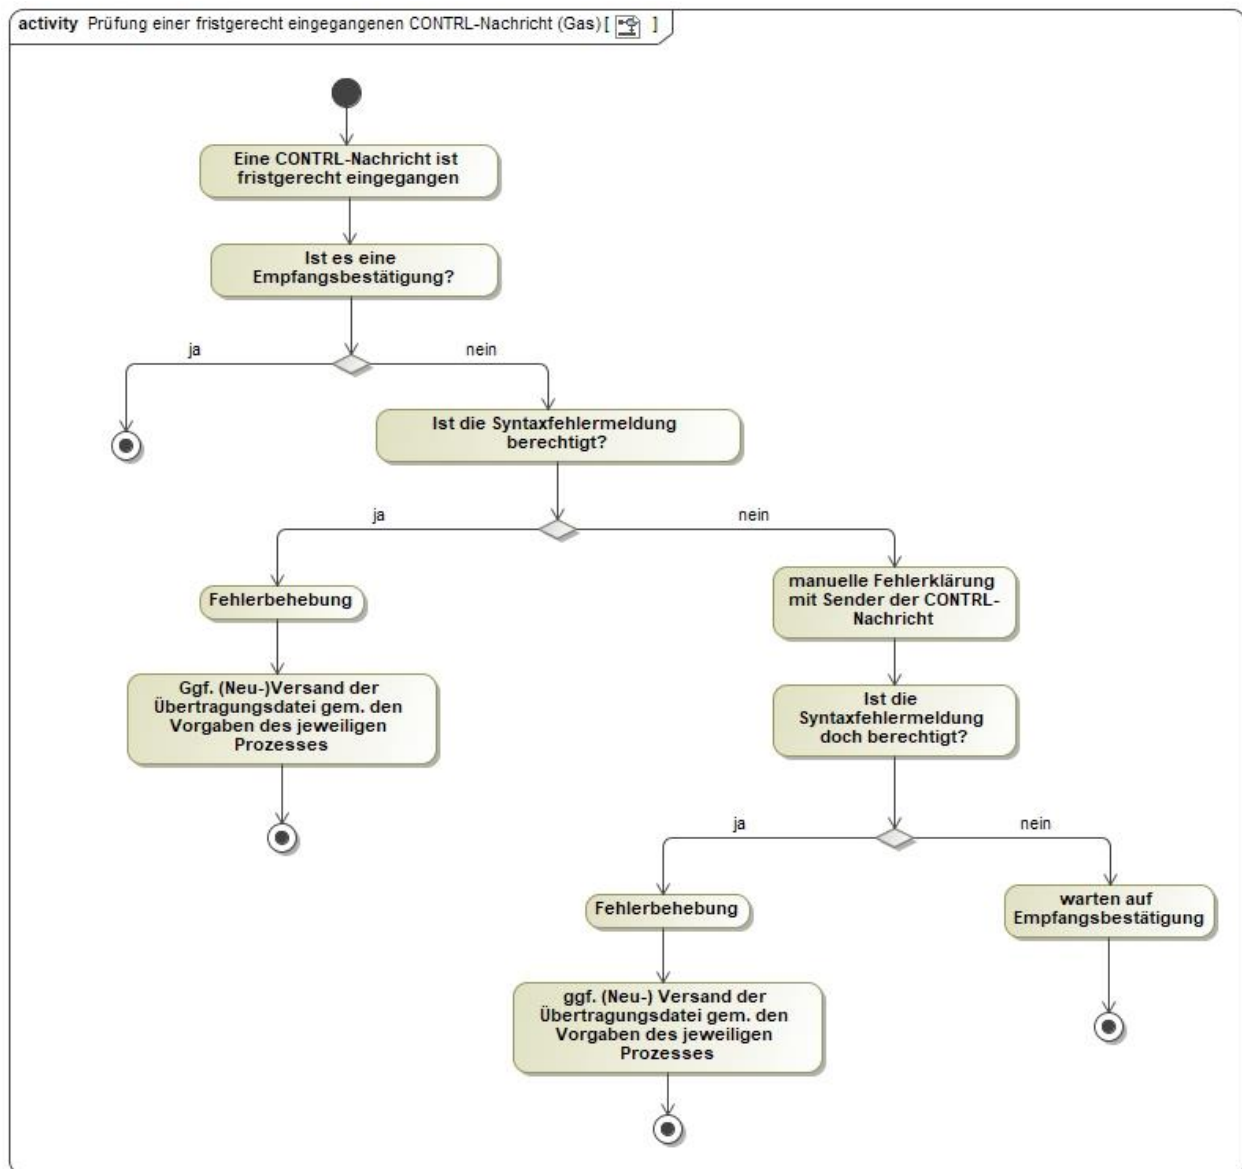 activity Prüfung einer fristgerecht eingegangenen CONTRL-Nachricht (Gas) [ ]
Eine CONTRL-Nachricht ist
fristgerecht eingegangen
Ist es eine
Empfangsbestätigung?
ja
nein
Ist die Syntaxfehlermeldung
berechtigt?
ja
nein
Fehlerbehebung
manuelle Fehlerklärung
mit Sender der CONTRL-
Nachricht
Ggf. (Neu-)Versand der
Übertragungsdatei gem. den
Vorgaben des jeweiligen
Prozesses
Ist die
Syntaxfehlermeldung
doch berechtigt?
ja
nein
Fehlerbehebung
warten auf
Empfangsbestätigung
ggf. (Neu-) Versand der
Übertragungsdatei gem. den
Vorgaben des jeweiligen
Prozesses